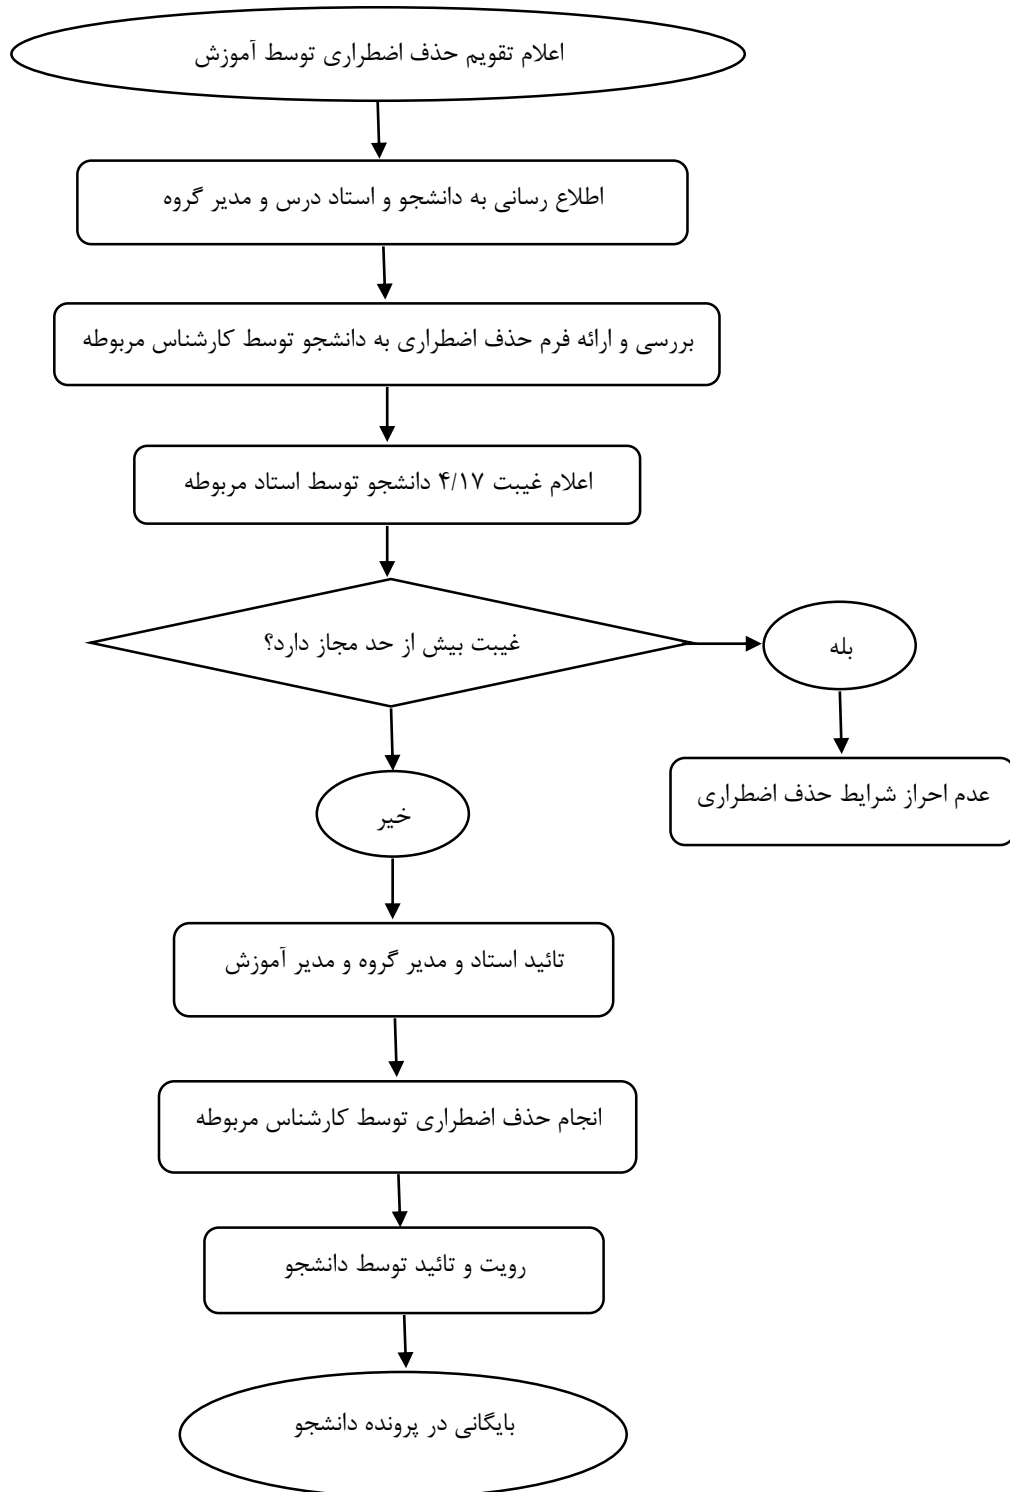 اعلام تقویم حذف اضطراری توسط آموزش
اطلاع رسانی به دانشجو و استاد درس و مدیر گروه
بررسی و ارائه فرم حذف اضطراری به دانشجو توسط کارشناس مربوطه
اعلام غیبت ۴/۱۷ دانشجو توسط استاد مربوطه
غیبت بیش از حد مجاز دارد؟
بله
عدم احراز شرایط حذف اضطراری
خیر
تائید استاد و مدیر گروه و مدیر آموزش
انجام حذف اضطراری توسط کارشناس مربوطه
رویت و تائید توسط دانشجو
بایگانی در پرونده دانشجو